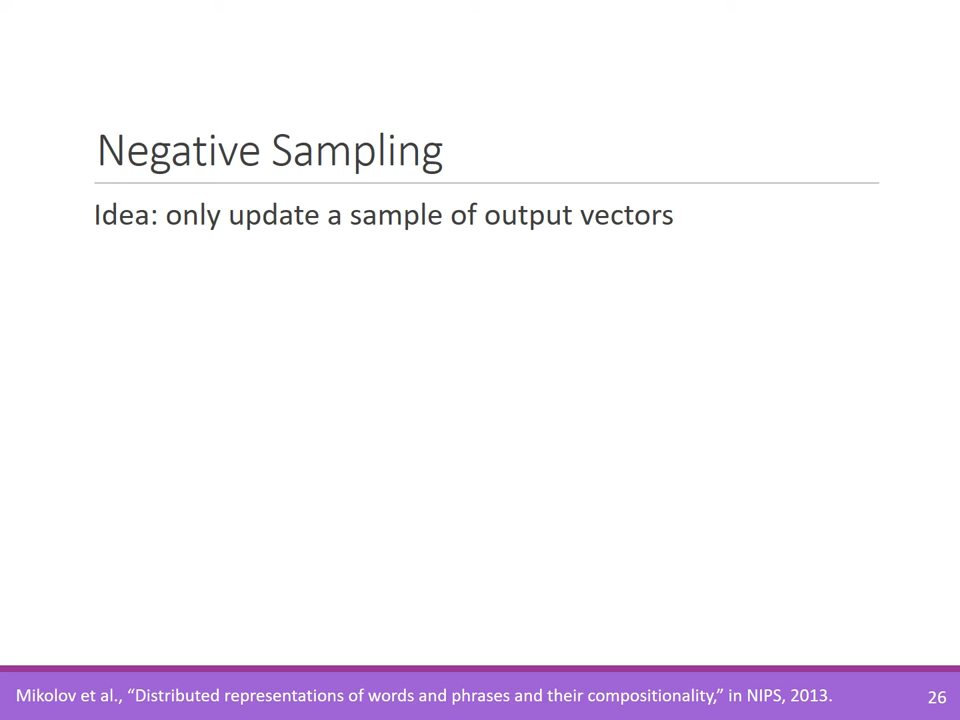 Negative Sampling
Idea: only update a sample of output vectors
Mikolov et al., “Distributed representations of words and phrases and their compositionality,” in NIPS, 2013.
26